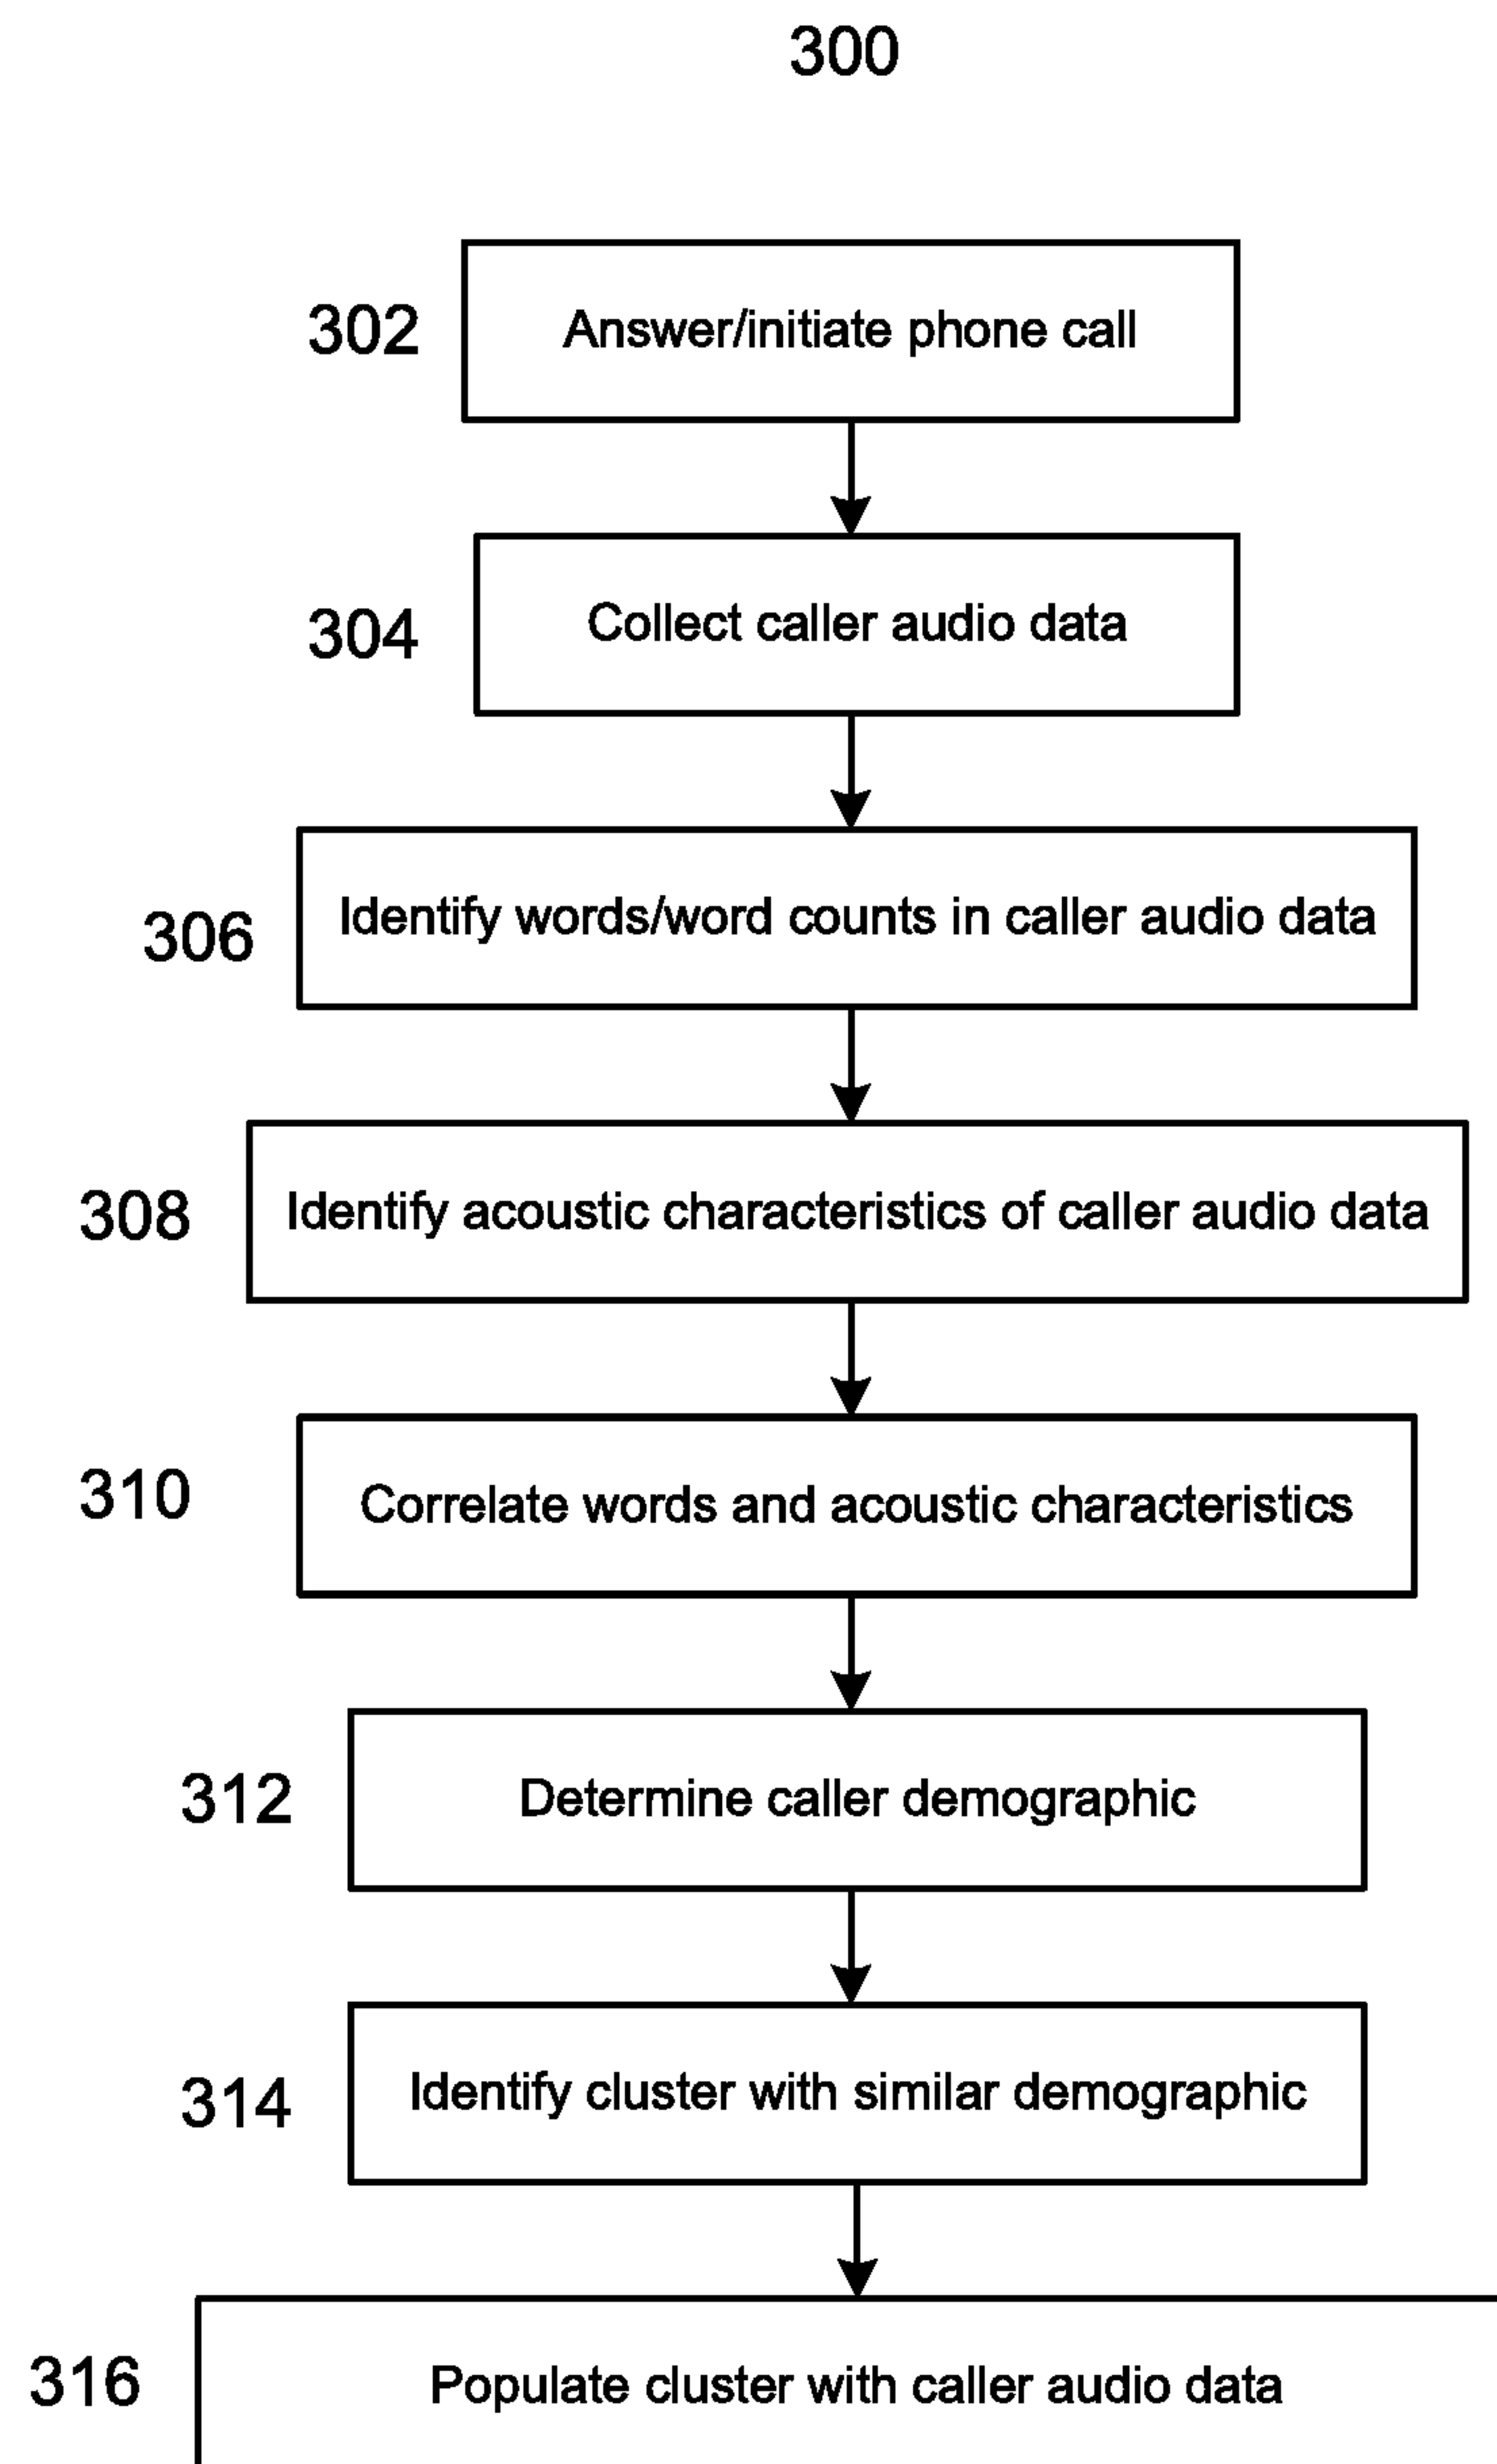 300
302 Answer/initiate phone call
304 Collect caller audio data
306 Identify words/word counts in caller audio data
308 Identify acoustic characteristics of caller audio data
310 Correlate words and acoustic characteristics
312 Determine caller demographic
314 Identify cluster with similar demographic
316 Populate cluster with caller audio data